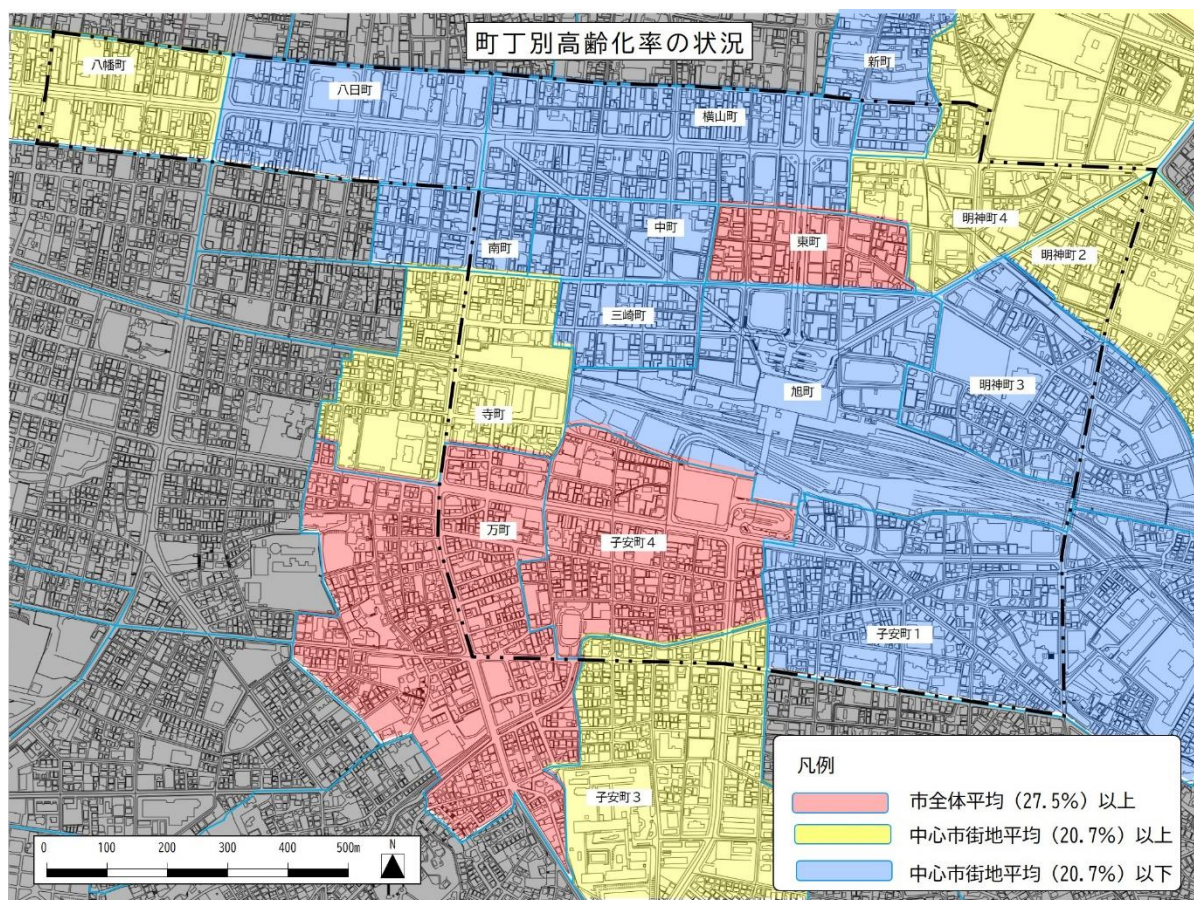 町丁別高齢化率の状況
八幡町
八日町
横山町
新町
南町
中町
東町
明神町4
明神町2
三崎町
旭町
明神町3
寺町
万町
子安町4
子安町1
子安町3
凡例
市全体平均（27.5%）以上
中心市街地平均（20.7%）以上
中心市街地平均（20.7%）以下
0 100 200 300 400 500m
N